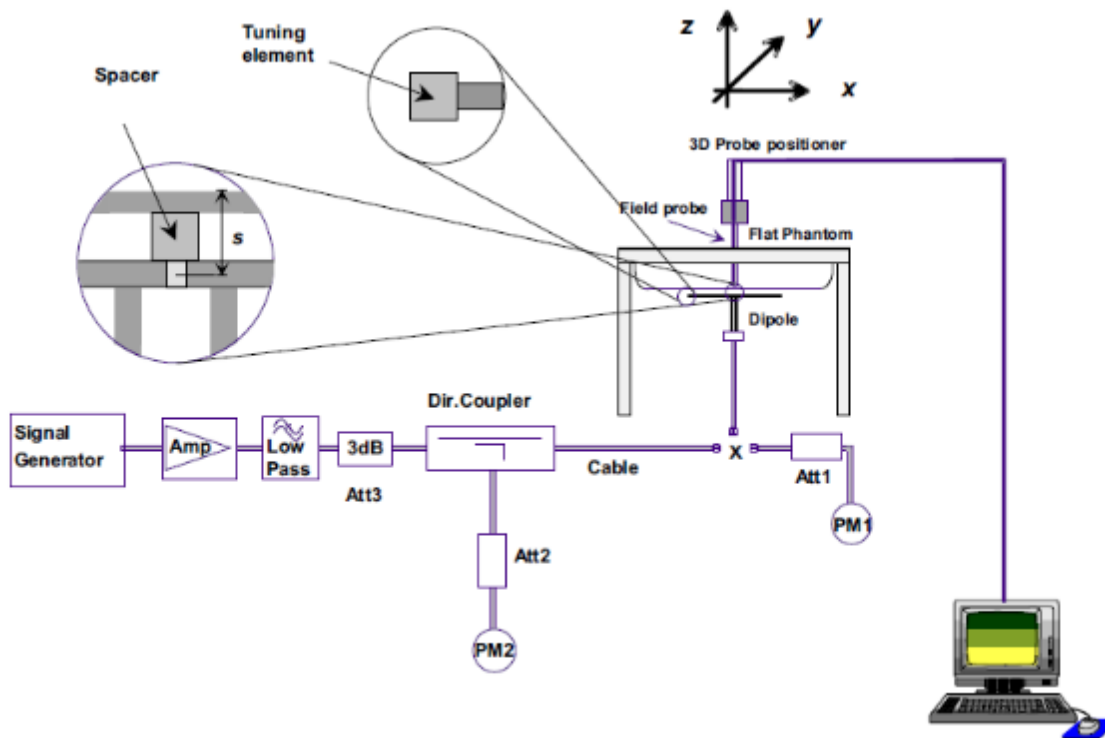 Tuning
element
Spacer
z
y
x
3D Probe positioner
Field probe
Flat Phantom
s
Dipole
Dir.Coupler
Signal
Generator
Amp
Low
Pass
3dB
Att3
Cable
X
Att1
PM1
Att2
PM2